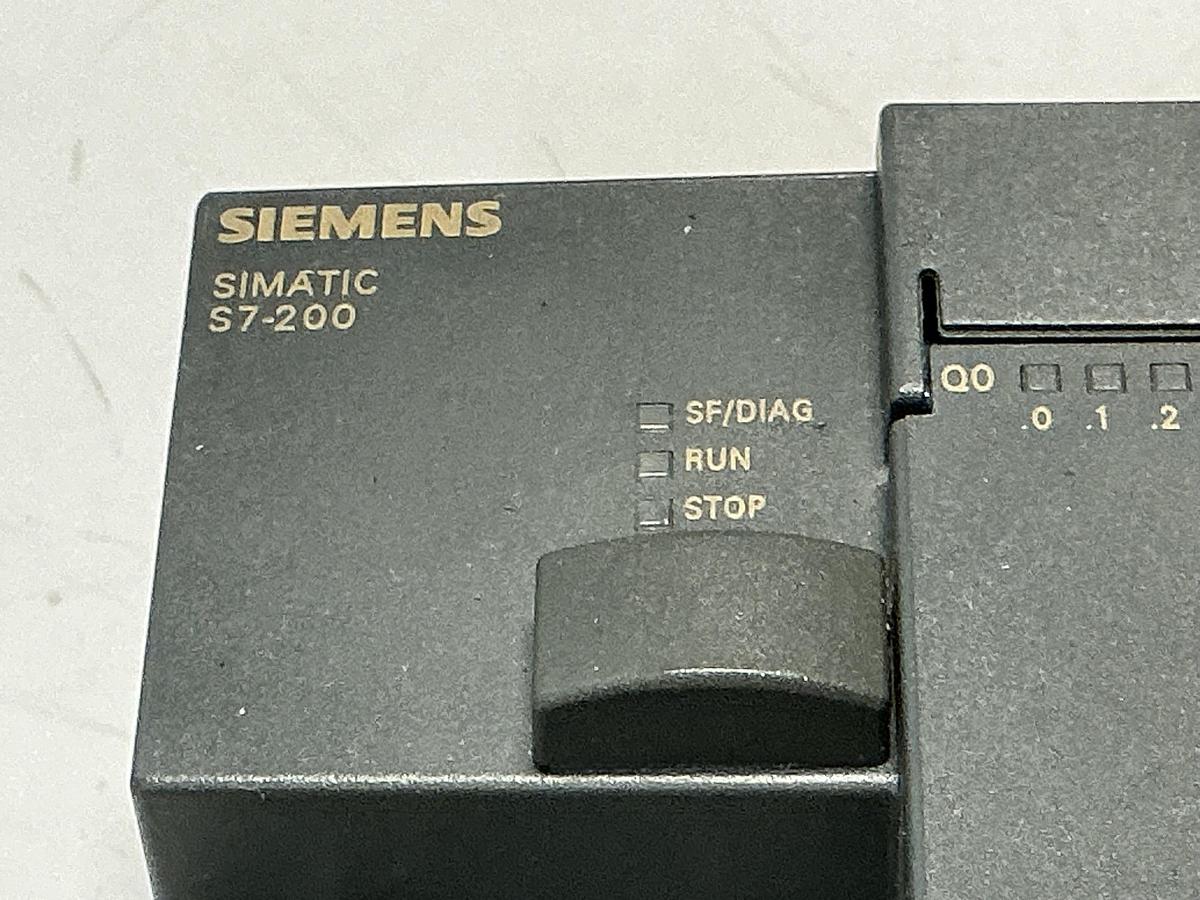 SIEMENS
SIMATIC
S7-200
SF/DIAG
RUN
STOP
Q0
.0 .1 .2